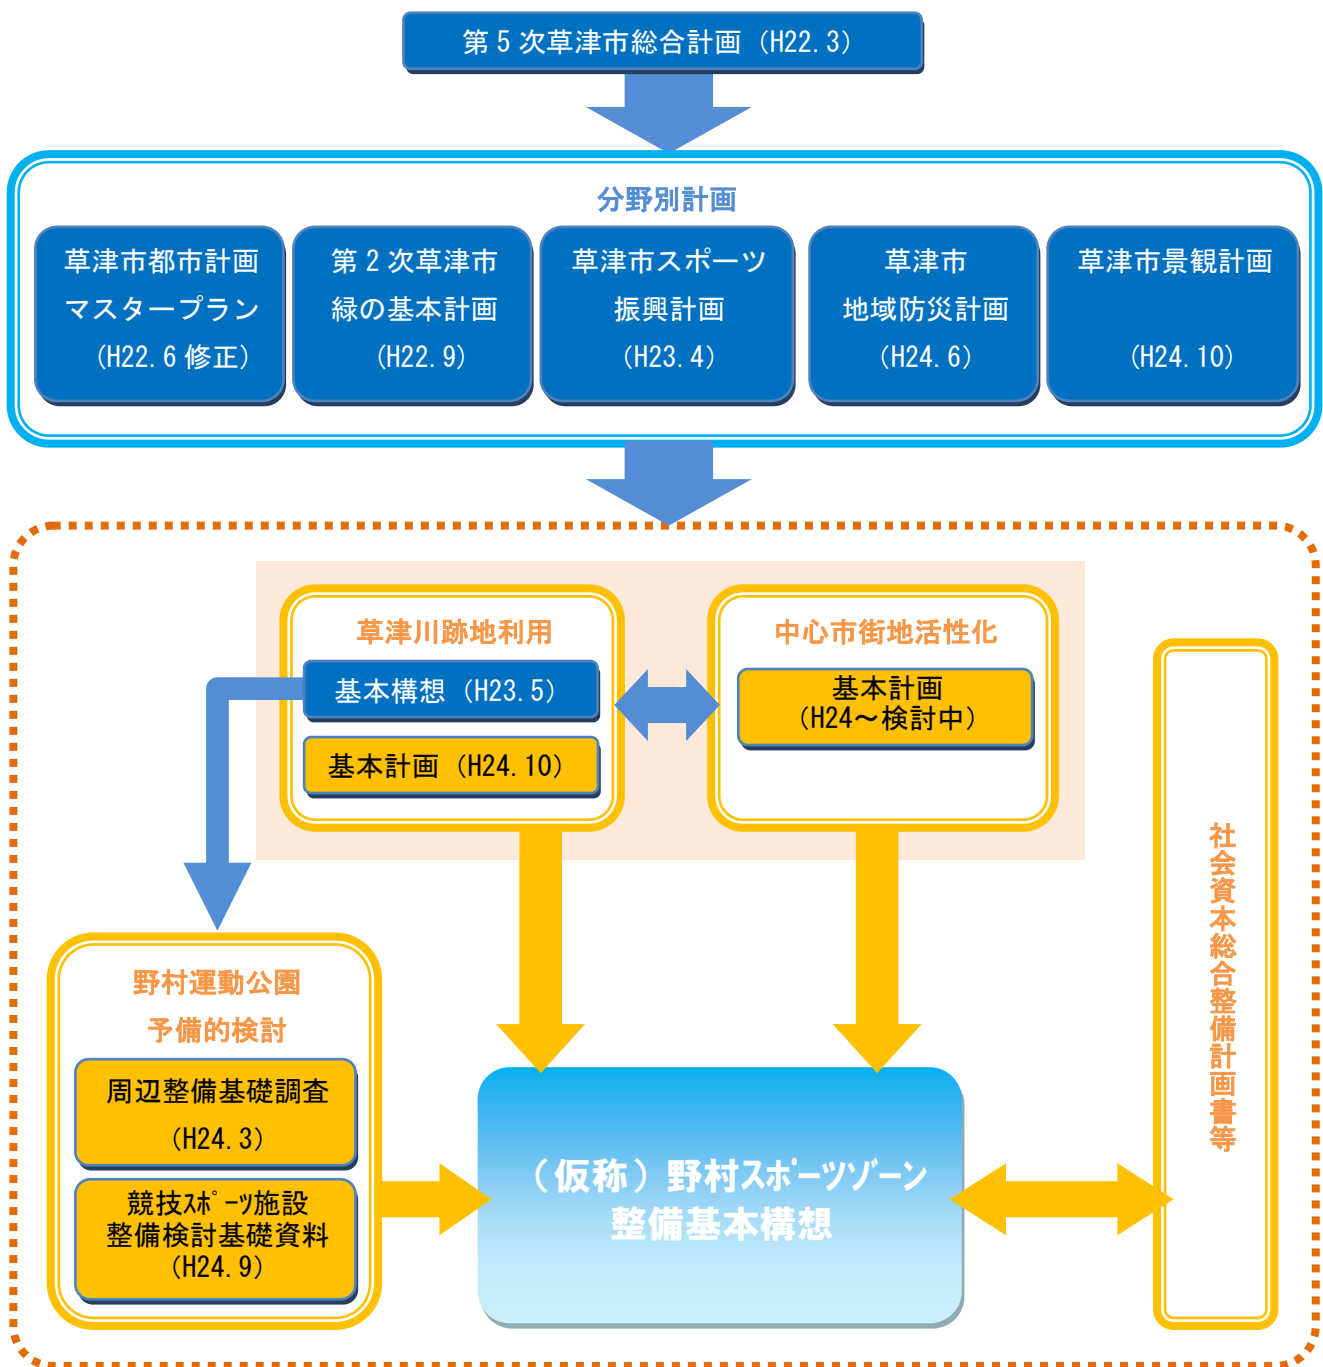 第5次草津市総合計画（H22.3）
分野別計画
草津市都市計画
マスタープラン
（H22.6修正）
第2次草津市
緑の基本計画
（H22.9）
草津市スポーツ
振興計画
（H23.4）
草津市
地域防災計画
（H24.6）
草津市景観計画
（H24.10）
草津川跡地利用
基本構想（H23.5）
基本計画（H24.10）
中心市街地活性化
基本計画
（H24～検討中）
社会資本総合整備計画書等
野村運動公園
予備的検討
周辺整備基礎調査
（H24.3）
競技ｽﾎﾟｰﾂ施設
整備検討基礎資料
（H24.9）
（仮称）野村スポーツゾーン
整備基本構想